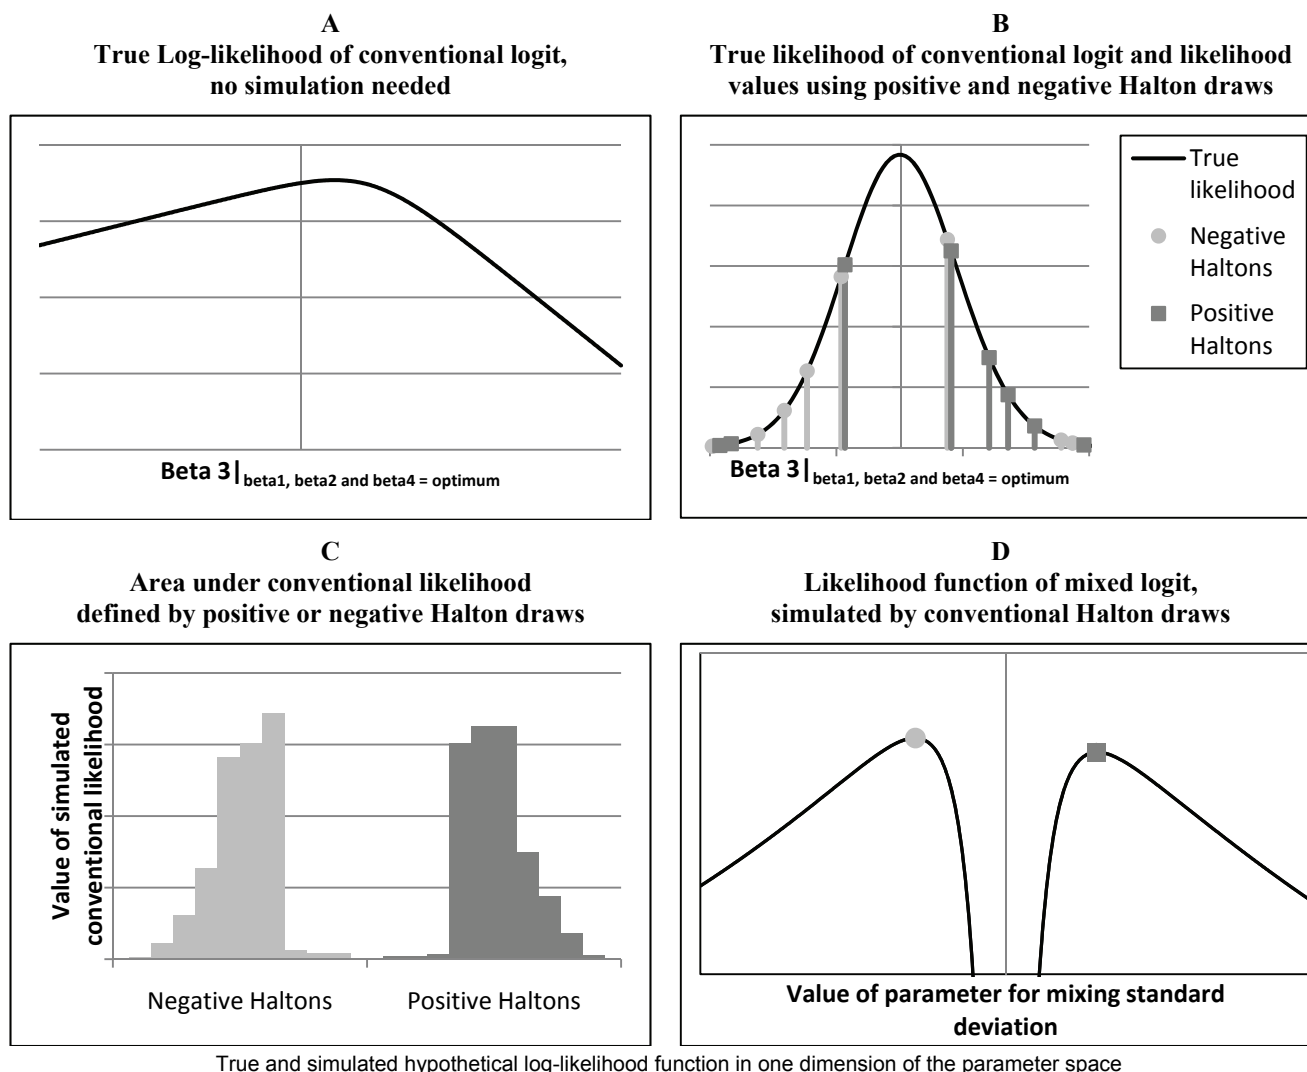 A
True Log-likelihood of conventional logit,
no simulation needed
Beta 3|beta1, beta2 and beta4 = optimum
B
True likelihood of conventional logit and likelihood
values using positive and negative Halton draws
True
likelihood
Negative
Haltons
Positive
Haltons
Beta 3|beta1, beta2 and beta4 = optimum
C
Area under conventional likelihood
defined by positive or negative Halton draws
Value of simulated
conventional likelihood
Negative Haltons
Positive Haltons
D
Likelihood function of mixed logit,
simulated by conventional Halton draws
Value of parameter for mixing standard
deviation
True and simulated hypothetical log-likelihood function in one dimension of the parameter space